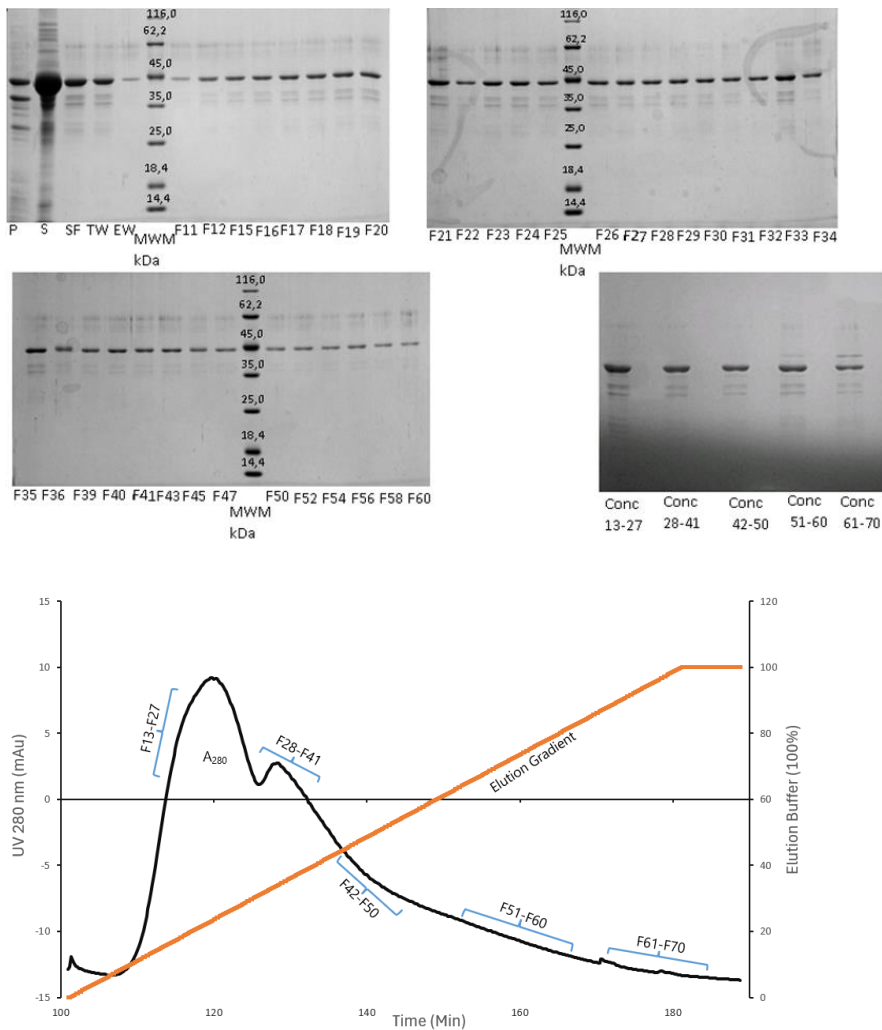 116,0
62,2
45,0
35,0
25,0
18,4
14,4
P S SF TW EW MWM F11 F12 F15 F16 F17 F18 F19 F20
kDa
116,0
62,2
45,0
35,0
25,0
18,4
14,4
F21 F22 F23 F24 F25 MWM F26 F27 F28 F29 F30 F31 F32 F33 F34
kDa
116,0
62,2
45,0
35,0
25,0
18,4
14,4
F35 F36 F39 F40 F41 F43 F45 F47 MWM F50 F52 F54 F56 F58 F60
kDa
Conc Conc Conc Conc Conc
13-27 28-41 42-50 51-60 61-70
15
10
5
0
-5
-10
-15
UV 280 nm (mAu)
F13-F27
A280
F28-F41
F42-F50
F51-F60
F61-F70
Elution Gradient
120
100
80
60
40
20
0
Elution Buffer (100%)
100 120 140 160 180
Time (Min)